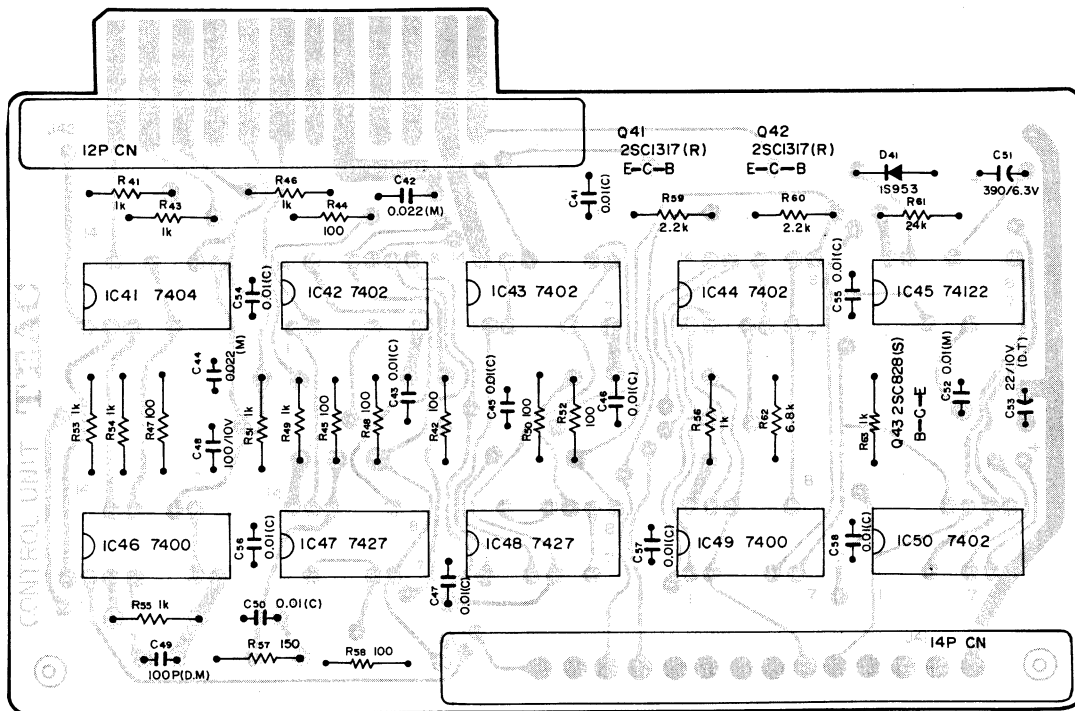 12P CN
Q41
2SC1317(R)
E-C-B
Q42
2SC1317(R)
E-C-B
D41
1S953
C51
390/6.3V
R41
1k
R43
1k
R46
1k
R44
100
C42
0.022(M)
C41
0.01(C)
R59
2.2k
R60
2.2k
R61
24k
IC41 7404
C54
0.01(C)
IC42 7402
IC43 7402
IC44 7402
C55 0.01(C)
IC45 74122
C44
0.022
(M)
R53 1k
R54 1k
R47 100
C48
100/10V
R51 1k
R49 1k
R45 100
R48 100
C43 0.01(C)
R42 100
C45 0.01(C)
R50 100
R52
100
C46
0.01(C)
R56
1k
R62
6.8k
R63 1k
Q43 2SC828(S)
B-C-E
C52 0.01(M)
C53 22/10V
(D.T)
IC46 7400
C56
0.01(C)
IC47 7427
IC48 7427
C47
0.01(C)
C57
0.01(C)
IC49 7400
C58
0.01(C)
IC50 7402
R55 1k
C50 0.01(C)
C49
100P(D.M)
R57 150
R58 100
14P CN
CONTROL UNIT